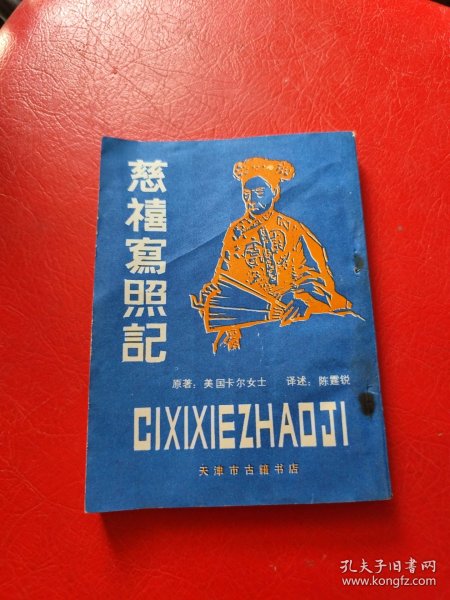 慈禧寫照記
原著：美国卡尔女士 译述：陈霆锐
CIXIXIEZHAOJI
天津市古籍书店
孔夫子旧书网
www.kongfz.com